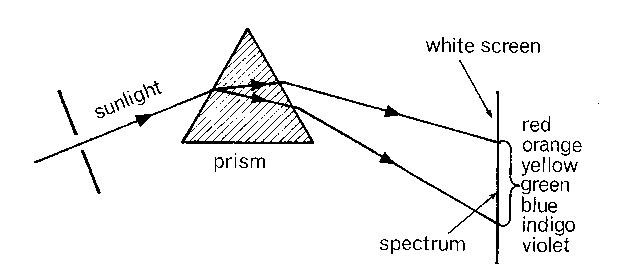 white screen
sunlight
prism
red
orange
yellow
green
blue
indigo
violet
spectrum